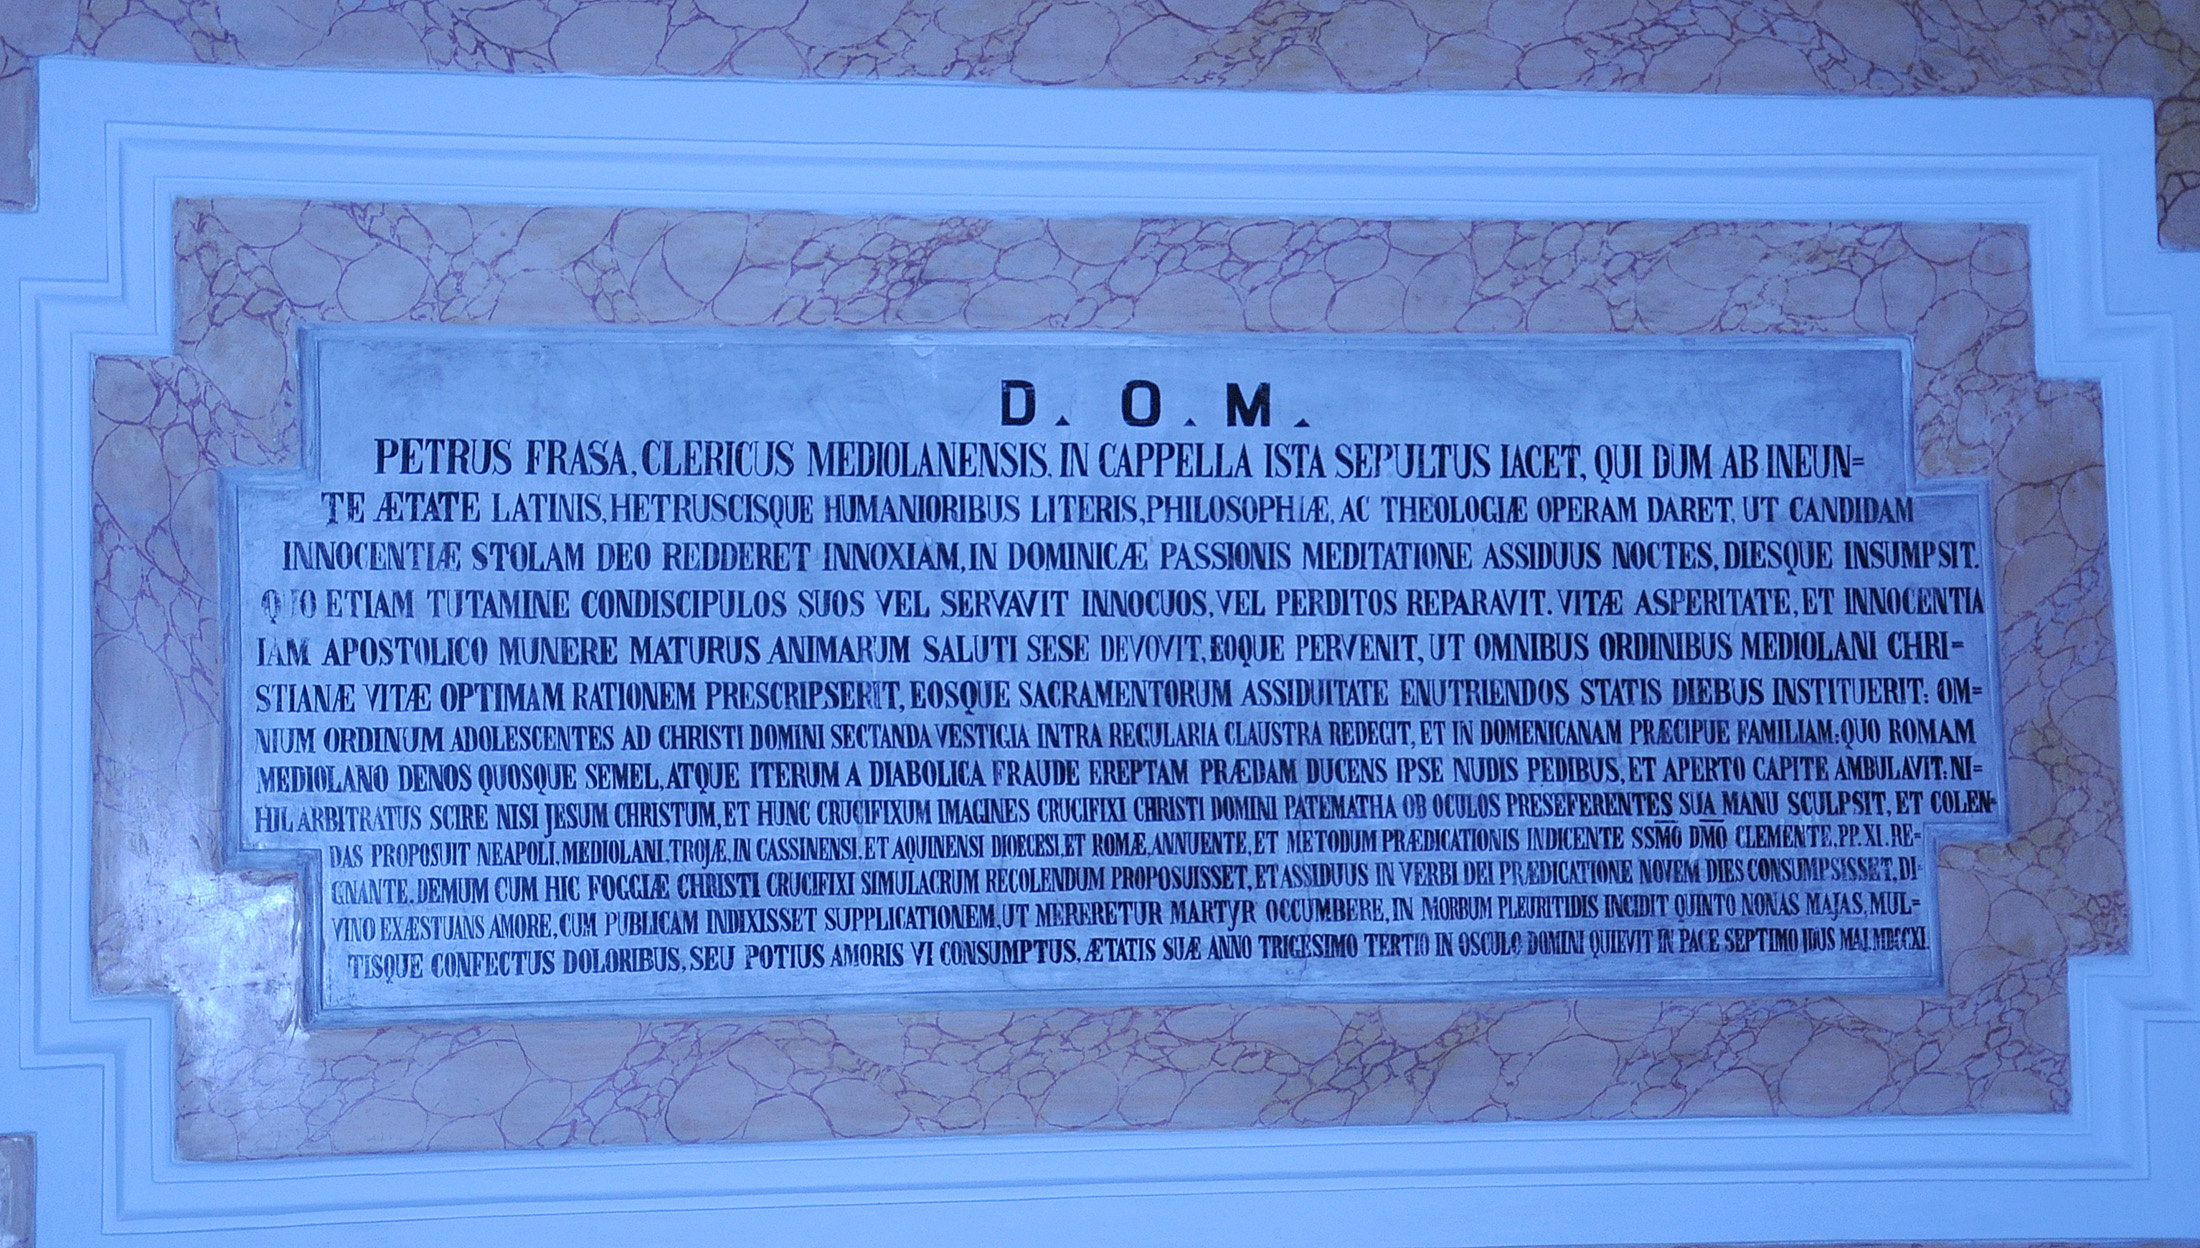 D. O. M.
PETRUS FRASA, CLERICUS MEDIOLANENSIS, IN CAPPELLA ISTA SEPULTUS IACET, QUI DUM AB INEUN=
TE ÆTATE LATINIS, HETRUSCISQUE HUMANIORIBUS LITERIS, PHILOSOPHIÆ, AC THEOLOGIÆ OPERAM DARET, UT CANDIDAM
INNOCENTIÆ STOLAM DEO REDDERET INNOXIAM, IN DOMINICÆ PASSIONIS MEDITATIONE ASSIDUUS NOCTES, DIESQUE INSUMPSIT.
QUO ETIAM TUTAMINE CONDISCIPULOS SUOS VEL SERVAVIT INNOCUOS, VEL PERDITOS REPARAVIT. VITÆ ASPERITATE, ET INNOCENTIA
IAM APOSTOLICO MUNERE MATURUS ANIMARUM SALUTI SESE DEVOVIT, EOQUE PERVENIT, UT OMNIBUS ORDINIBUS MEDIOLANI CHRI=
STIANÆ VITÆ OPTIMAM RATIONEM PRESCRIPSERIT, EOSQUE SACRAMENTORUM ASSIDUITATE ENUTRIENDOS STATIS DIEBUS INSTITUERIT: OM=
NIUM ORDINUM ADOLESCENTES AD CHRISTI DOMINI SECTANDA VESTIGIA INTRA REGULARIA CLAUSTRA REDEGIT, ET IN DOMENICANAM PRÆCIPUE FAMILIAM: QUO ROMAM
MEDIOLANO DENOS QUOSQUE SEMEL, ATQUE ITERUM A DIABOLICA FRAUDE EREPTAM PRÆDAM DUCENS IPSE NUDIS PEDIBUS, ET APERTO CAPITE AMBULAVIT: NI=
HIL ARBITRATUS SCIRE NISI JESUM CHRISTUM, ET HUNC CRUCIFIXUM IMAGINES CRUCIFIXI CHRISTI DOMINI PATEMATHA OB OCULOS PRESEFERENTES SUA MANU SCULPSIT, ET COLEN=
DAS PROPOSUIT NEAPOLI, MEDIOLANI, TROJÆ, IN CASSINENSI, ET AQUINENSI DIOECESI, ET ROMÆ, ANNUENTE, ET METODUM PRÆDICATIONIS INDICENTE SSMO DMO CLEMENTE, PP. XI. RE=
GNANTE. DEMUM CUM HIC FOGGIÆ CHRISTI CRUCIFIXI SIMULACRUM RECOLENDUM PROPOSUISSET, ET ASSIDUUS IN VERBI DEI PRÆDICATIONE NOVEM DIES CONSUMPSISSET, DI=
VINO EXÆSTUANS AMORE, CUM PUBLICAM INDIXISSET SUPPLICATIONEM, UT MERERETUR MARTYR OCCUMBERE, IN MORBUM PLEURITIDIS INCIDIT QUINTO NONAS MAJAS, MUL=
TISQUE CONFECTUS DOLORIBUS, SEU POTIUS AMORIS VI CONSUMPTUS, ÆTATIS SUÆ ANNO TRIGESIMO TERTIO IN OSCULO DOMINI QUIEVIT IN PACE SEPTIMO IDUS MAI. MDCCXI.